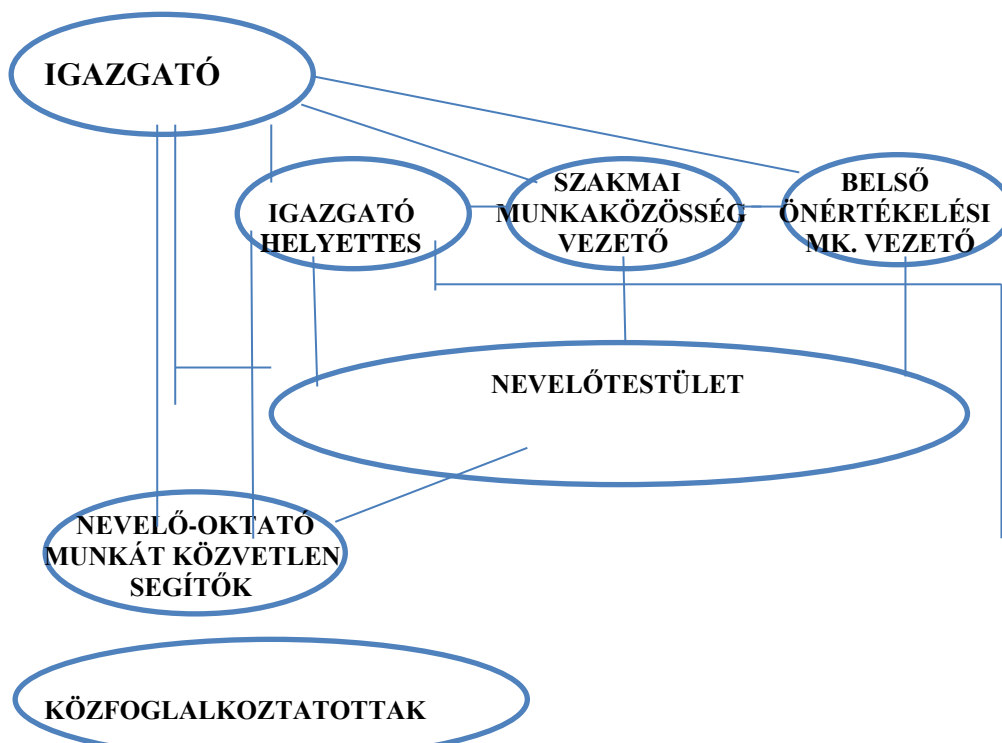 IGAZGATÓ
IGAZGATÓ
HELYETTES
SZAKMAI
MUNKAKÖZÖSSÉG
VEZETŐ
BELSŐ
ÖNÉRTÉKELÉSI
MK. VEZETŐ
NEVELŐTESTÜLET
NEVELŐ-OKTATÓ
MUNKÁT KÖZVETLEN
SEGÍTŐK
KÖZFOGLALKOZTATOTTAK